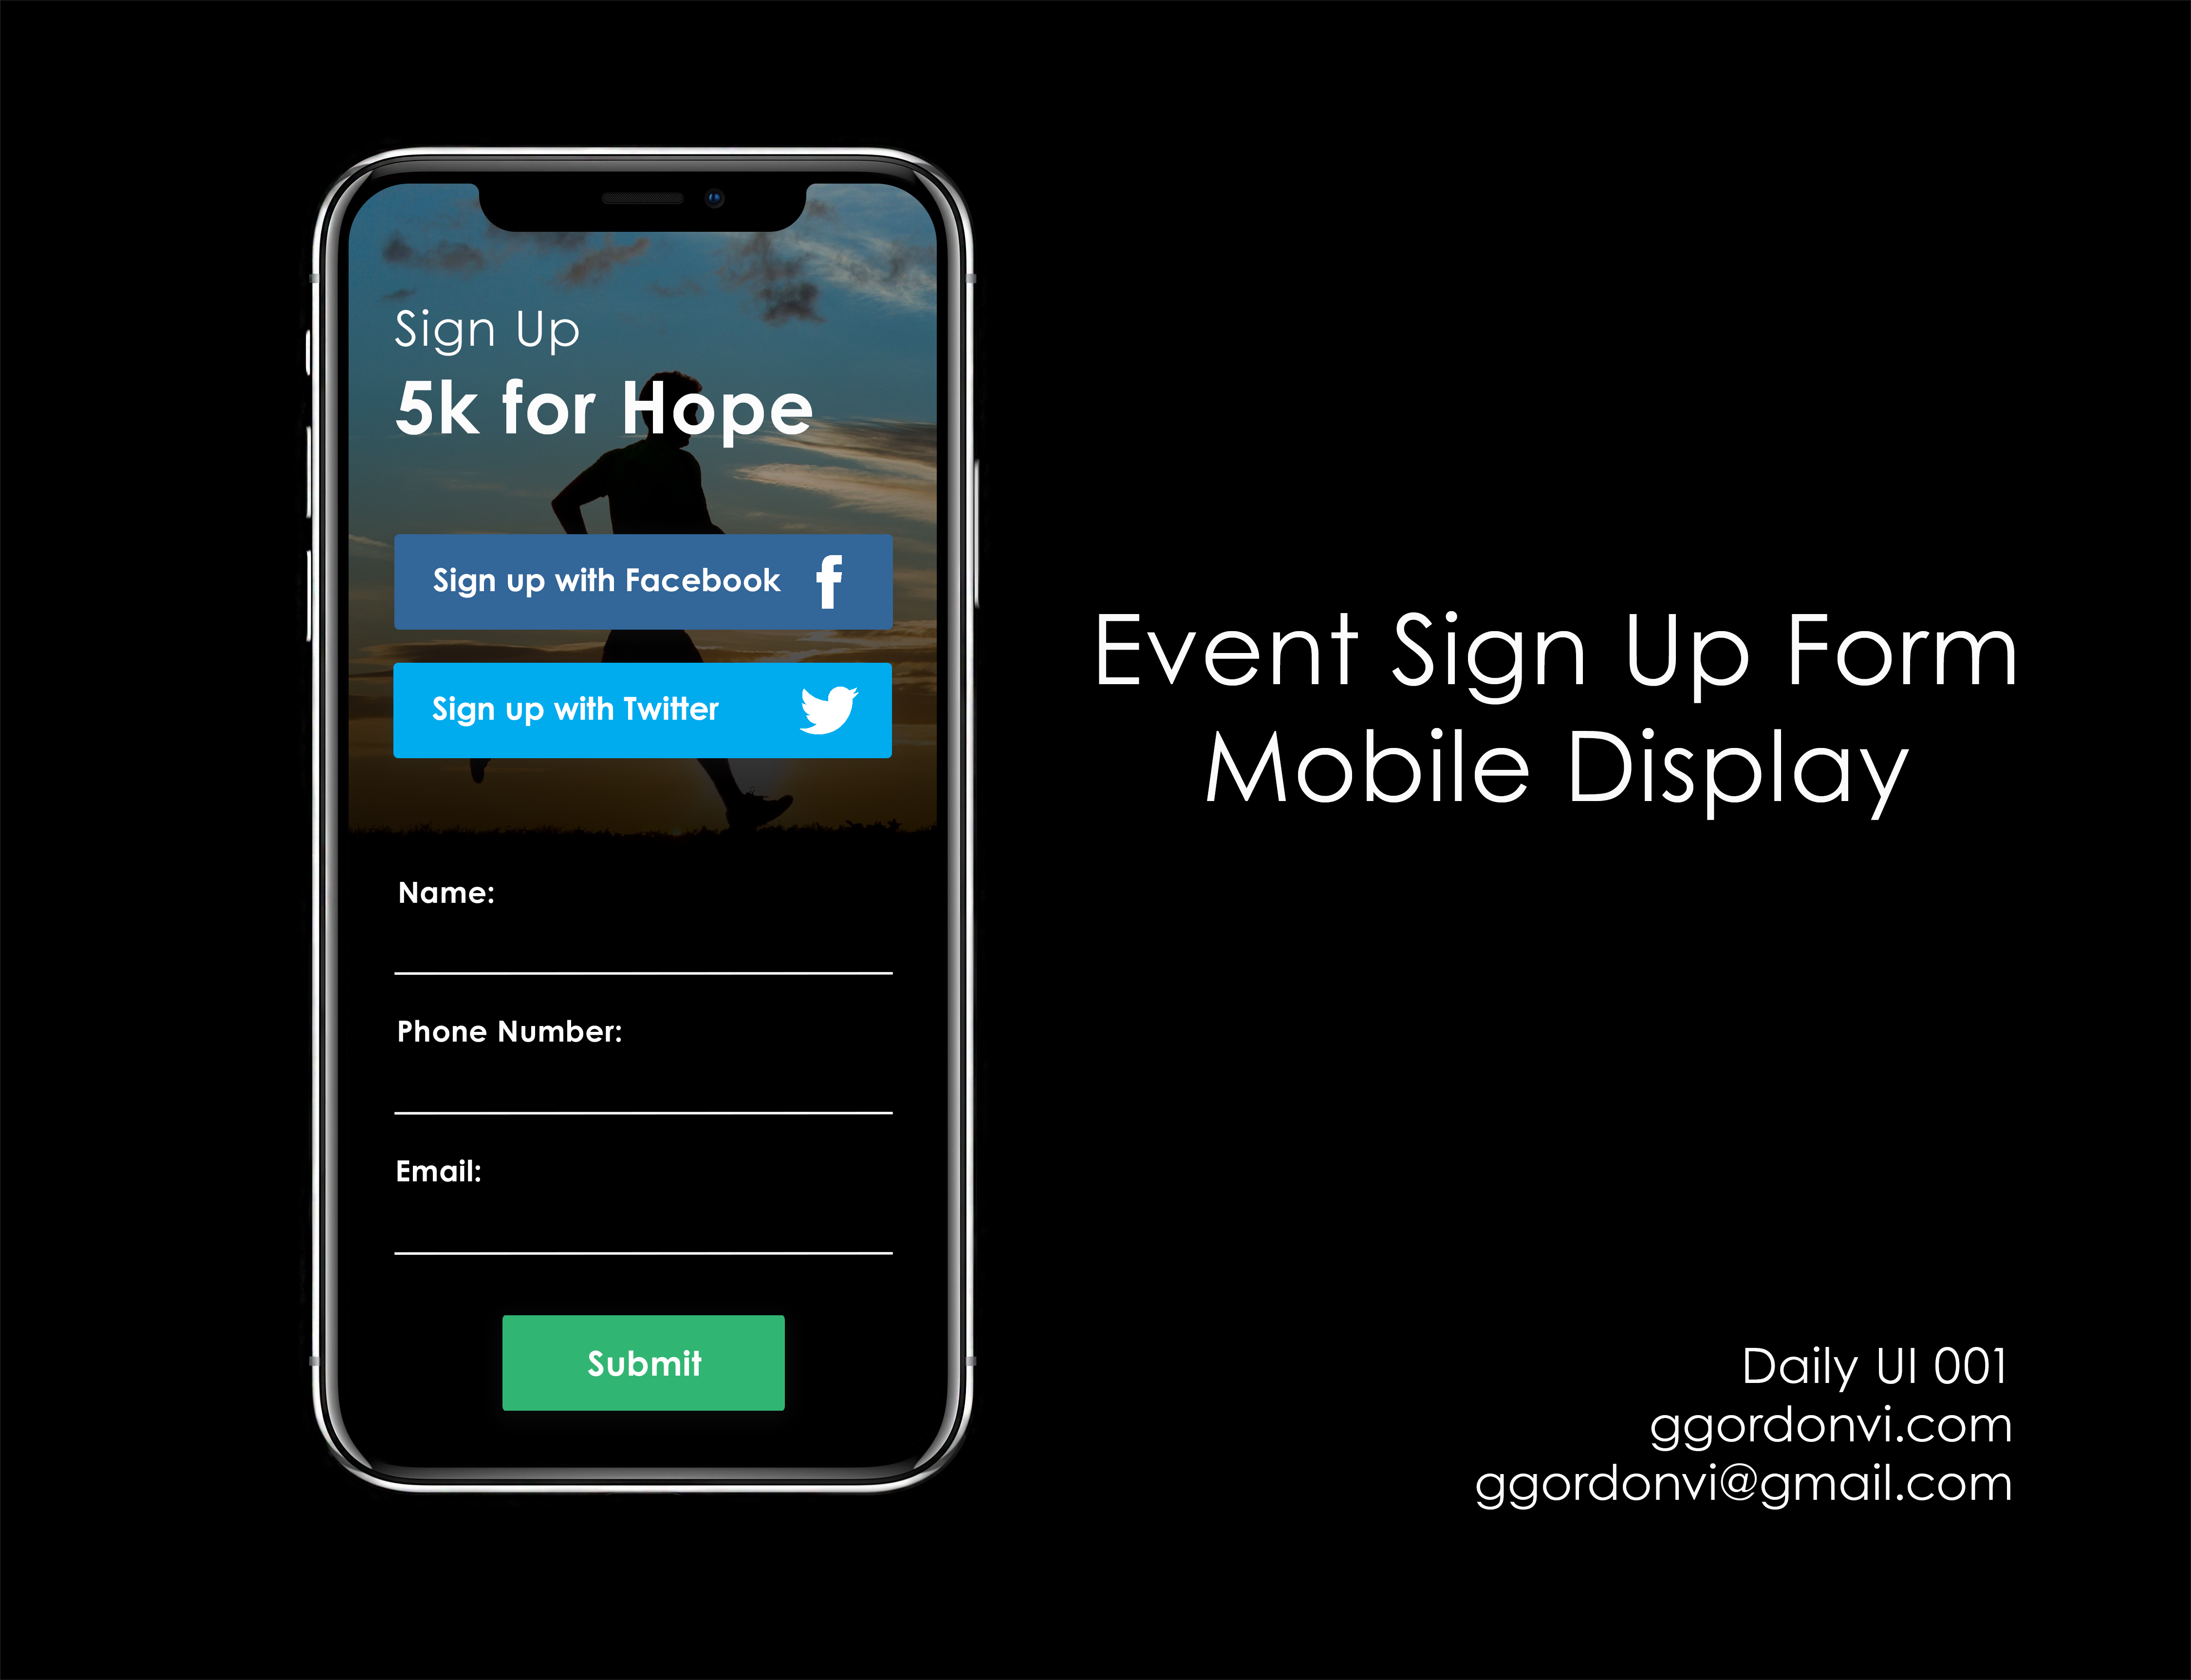 Sign Up
5k for Hope
Sign up with Facebook f
Sign up with Twitter
Name:
Phone Number:
Email:
Submit
Event Sign Up Form
Mobile Display
Daily UI 001
ggordonvi.com
ggordonvi@gmail.com